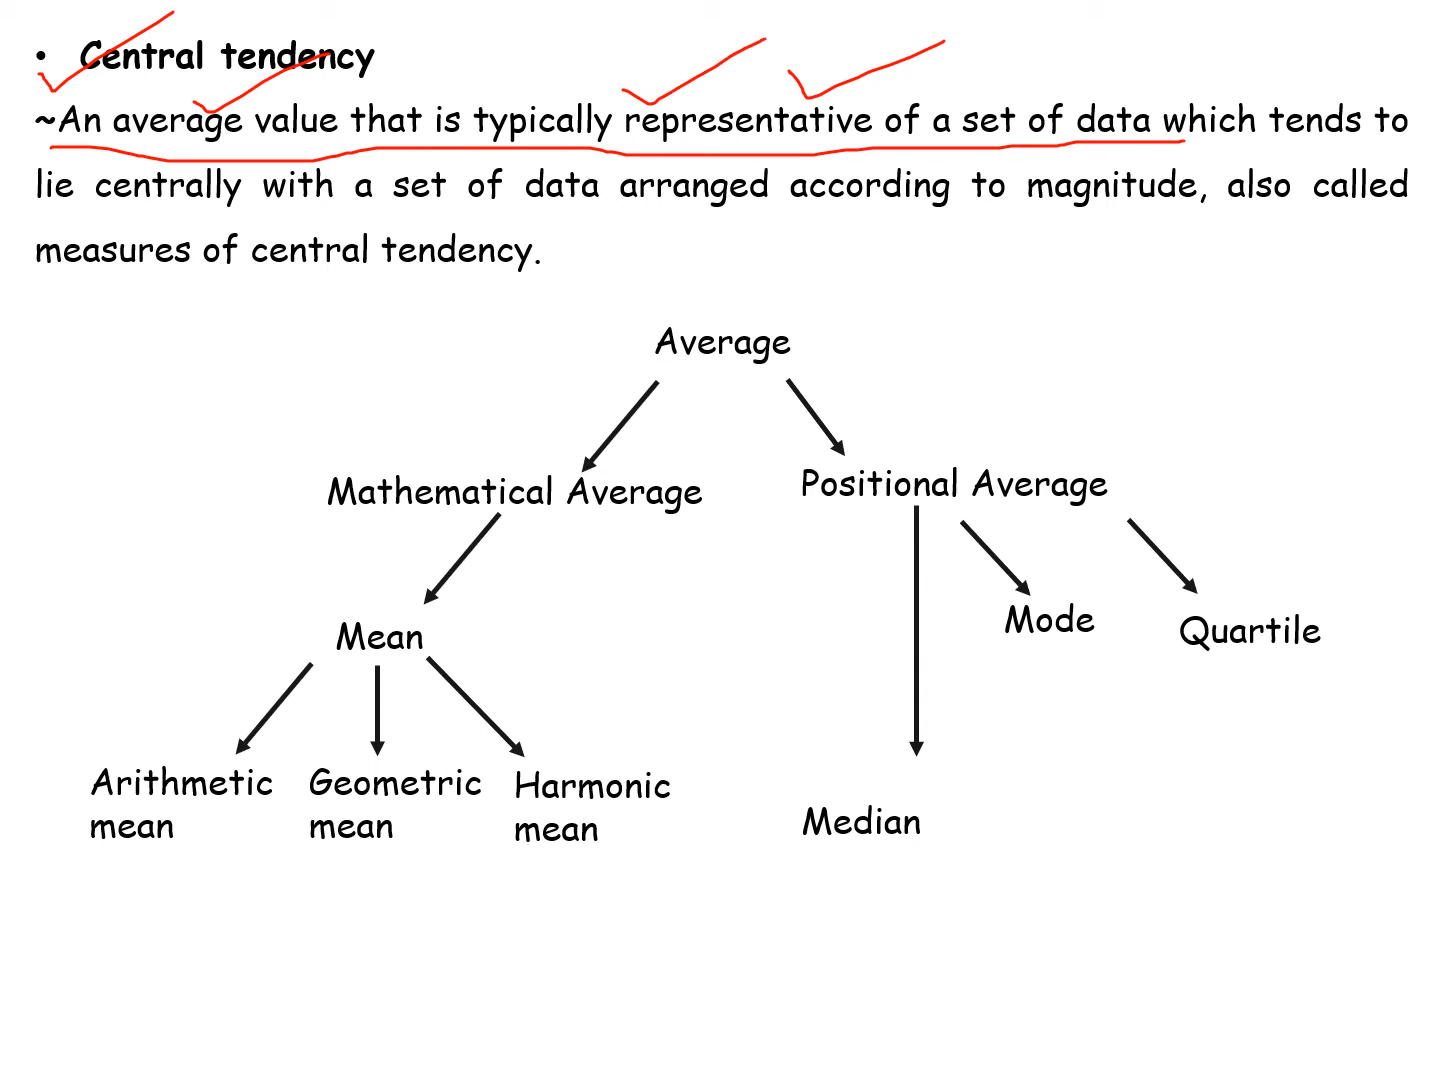 • Central tendency
~An average value that is typically representative of a set of data which tends to
lie centrally with a set of data arranged according to magnitude, also called
measures of central tendency.
Average
Mathematical Average
Positional Average
Mean
Mode
Quartile
Arithmetic
mean
Geometric
mean
Harmonic
mean
Median